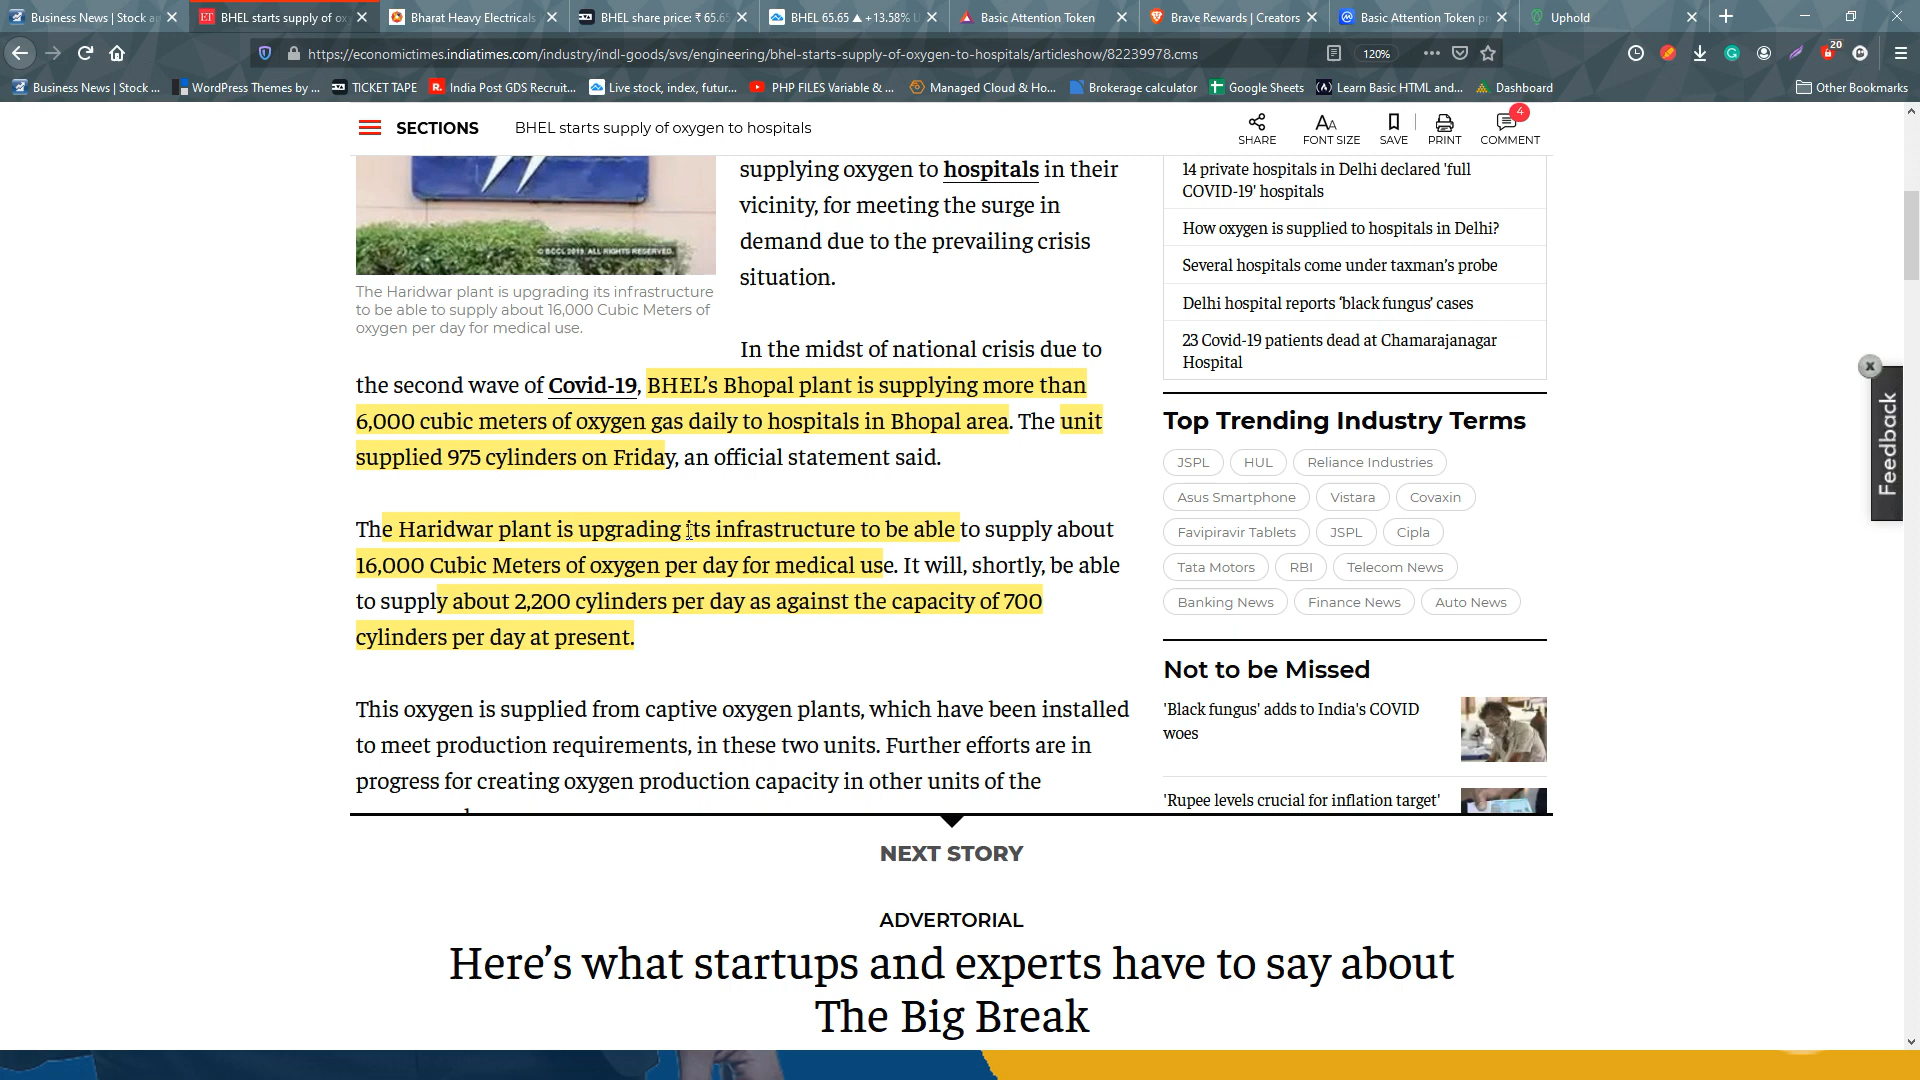 Business News | Stock a
BHEL starts supply of ox
Bharat Heavy Electricals
BHEL share price: ₹ 65.65
BHEL 65.65 ▲ +13.58% U
Basic Attention Token
Brave Rewards | Creators
Basic Attention Token pr
Uphold
https://economictimes.indiatimes.com/industry/indl-goods/svs/engineering/bhel-starts-supply-of-oxygen-to-hospitals/articleshow/82239978.cms
120%
20
Business News | Stock ...
WordPress Themes by ...
TICKET TAPE
India Post GDS Recruit...
Live stock, index, futur...
PHP FILES Variable & ...
Managed Cloud & Ho...
Brokerage calculator
Google Sheets
Learn Basic HTML and...
Dashboard
Other Bookmarks
SECTIONS
BHEL starts supply of oxygen to hospitals
SHARE
FONT SIZE
SAVE
PRINT
4
COMMENT
© BCCL 2019. ALL RIGHTS RESERVED.
The Haridwar plant is upgrading its infrastructure
to be able to supply about 16,000 Cubic Meters of
oxygen per day for medical use.
supplying oxygen to hospitals in their
vicinity, for meeting the surge in
demand due to the prevailing crisis
situation.
In the midst of national crisis due to
the second wave of Covid-19, BHEL’s Bhopal plant is supplying more than
6,000 cubic meters of oxygen gas daily to hospitals in Bhopal area. The unit
supplied 975 cylinders on Friday, an official statement said.
The Haridwar plant is upgrading its infrastructure to be able to supply about
16,000 Cubic Meters of oxygen per day for medical use. It will, shortly, be able
to supply about 2,200 cylinders per day as against the capacity of 700
cylinders per day at present.
This oxygen is supplied from captive oxygen plants, which have been installed
to meet production requirements, in these two units. Further efforts are in
progress for creating oxygen production capacity in other units of the
14 private hospitals in Delhi declared 'full
COVID-19' hospitals
How oxygen is supplied to hospitals in Delhi?
Several hospitals come under taxman’s probe
Delhi hospital reports ‘black fungus’ cases
23 Covid-19 patients dead at Chamarajanagar
Hospital
Top Trending Industry Terms
JSPL
HUL
Reliance Industries
Asus Smartphone
Vistara
Covaxin
Favipiravir Tablets
JSPL
Cipla
Tata Motors
RBI
Telecom News
Banking News
Finance News
Auto News
Not to be Missed
'Black fungus' adds to India's COVID
woes
'Rupee levels crucial for inflation target'
Feedback
NEXT STORY
ADVERTORIAL
Here’s what startups and experts have to say about
The Big Break